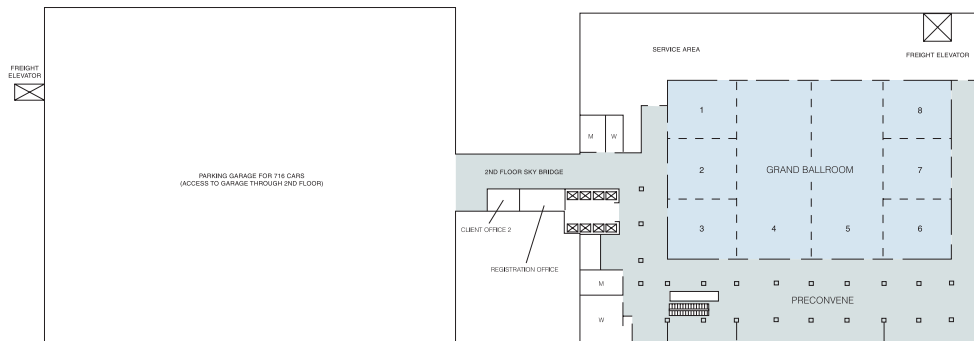 FREIGHT
ELEVATOR
PARKING GARAGE FOR 716 CARS
(ACCESS TO GARAGE THROUGH 2ND FLOOR)
SERVICE AREA
FREIGHT ELEVATOR
M
W
2ND FLOOR SKY BRIDGE
CLIENT OFFICE 2
REGISTRATION OFFICE
1
8
2
GRAND BALLROOM
7
3
4
5
6
M
W
PRECONVENE